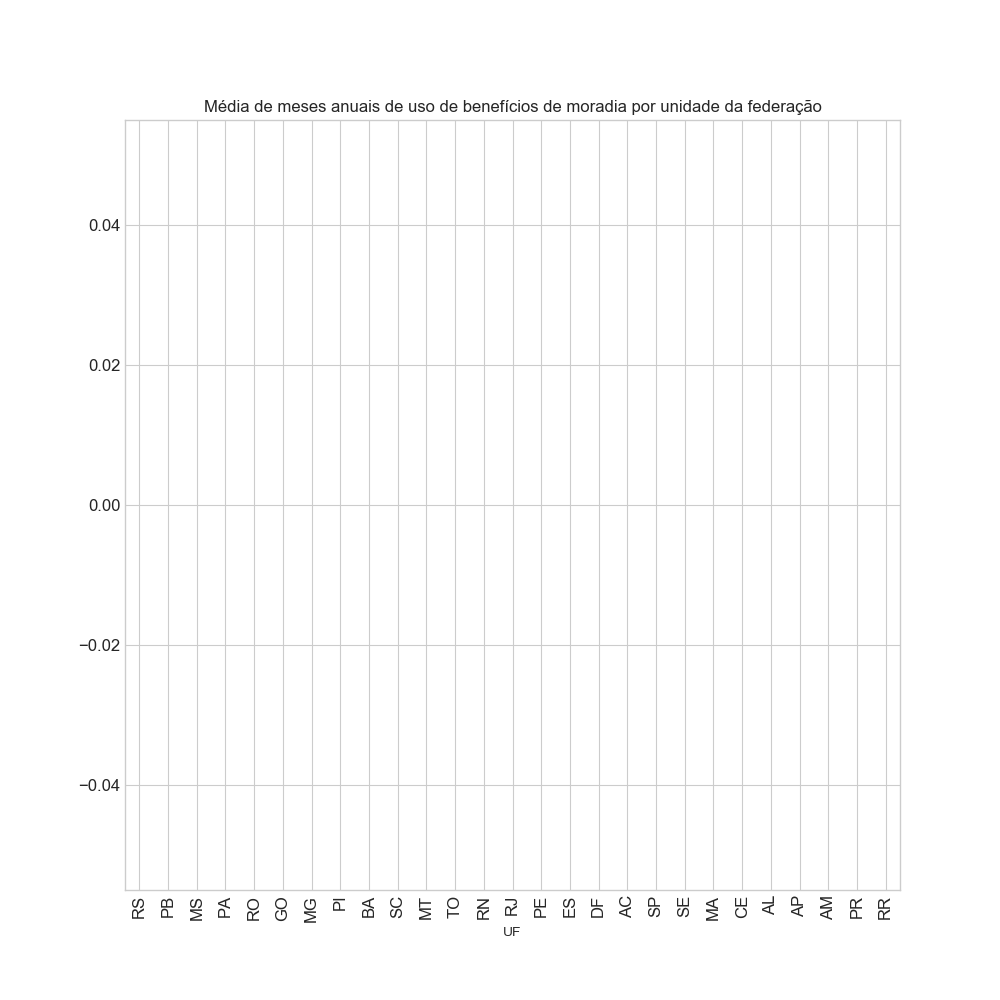 Média de meses anuais de uso de benefícios de moradia por unidade da federação
0.04
0.02
0.00
−0.02
−0.04
RS PB MS PA RO GO MG PI BA SC MT TO RN RJ PE ES DF AC SP SE MA CE AL AP AM PR RR
UF